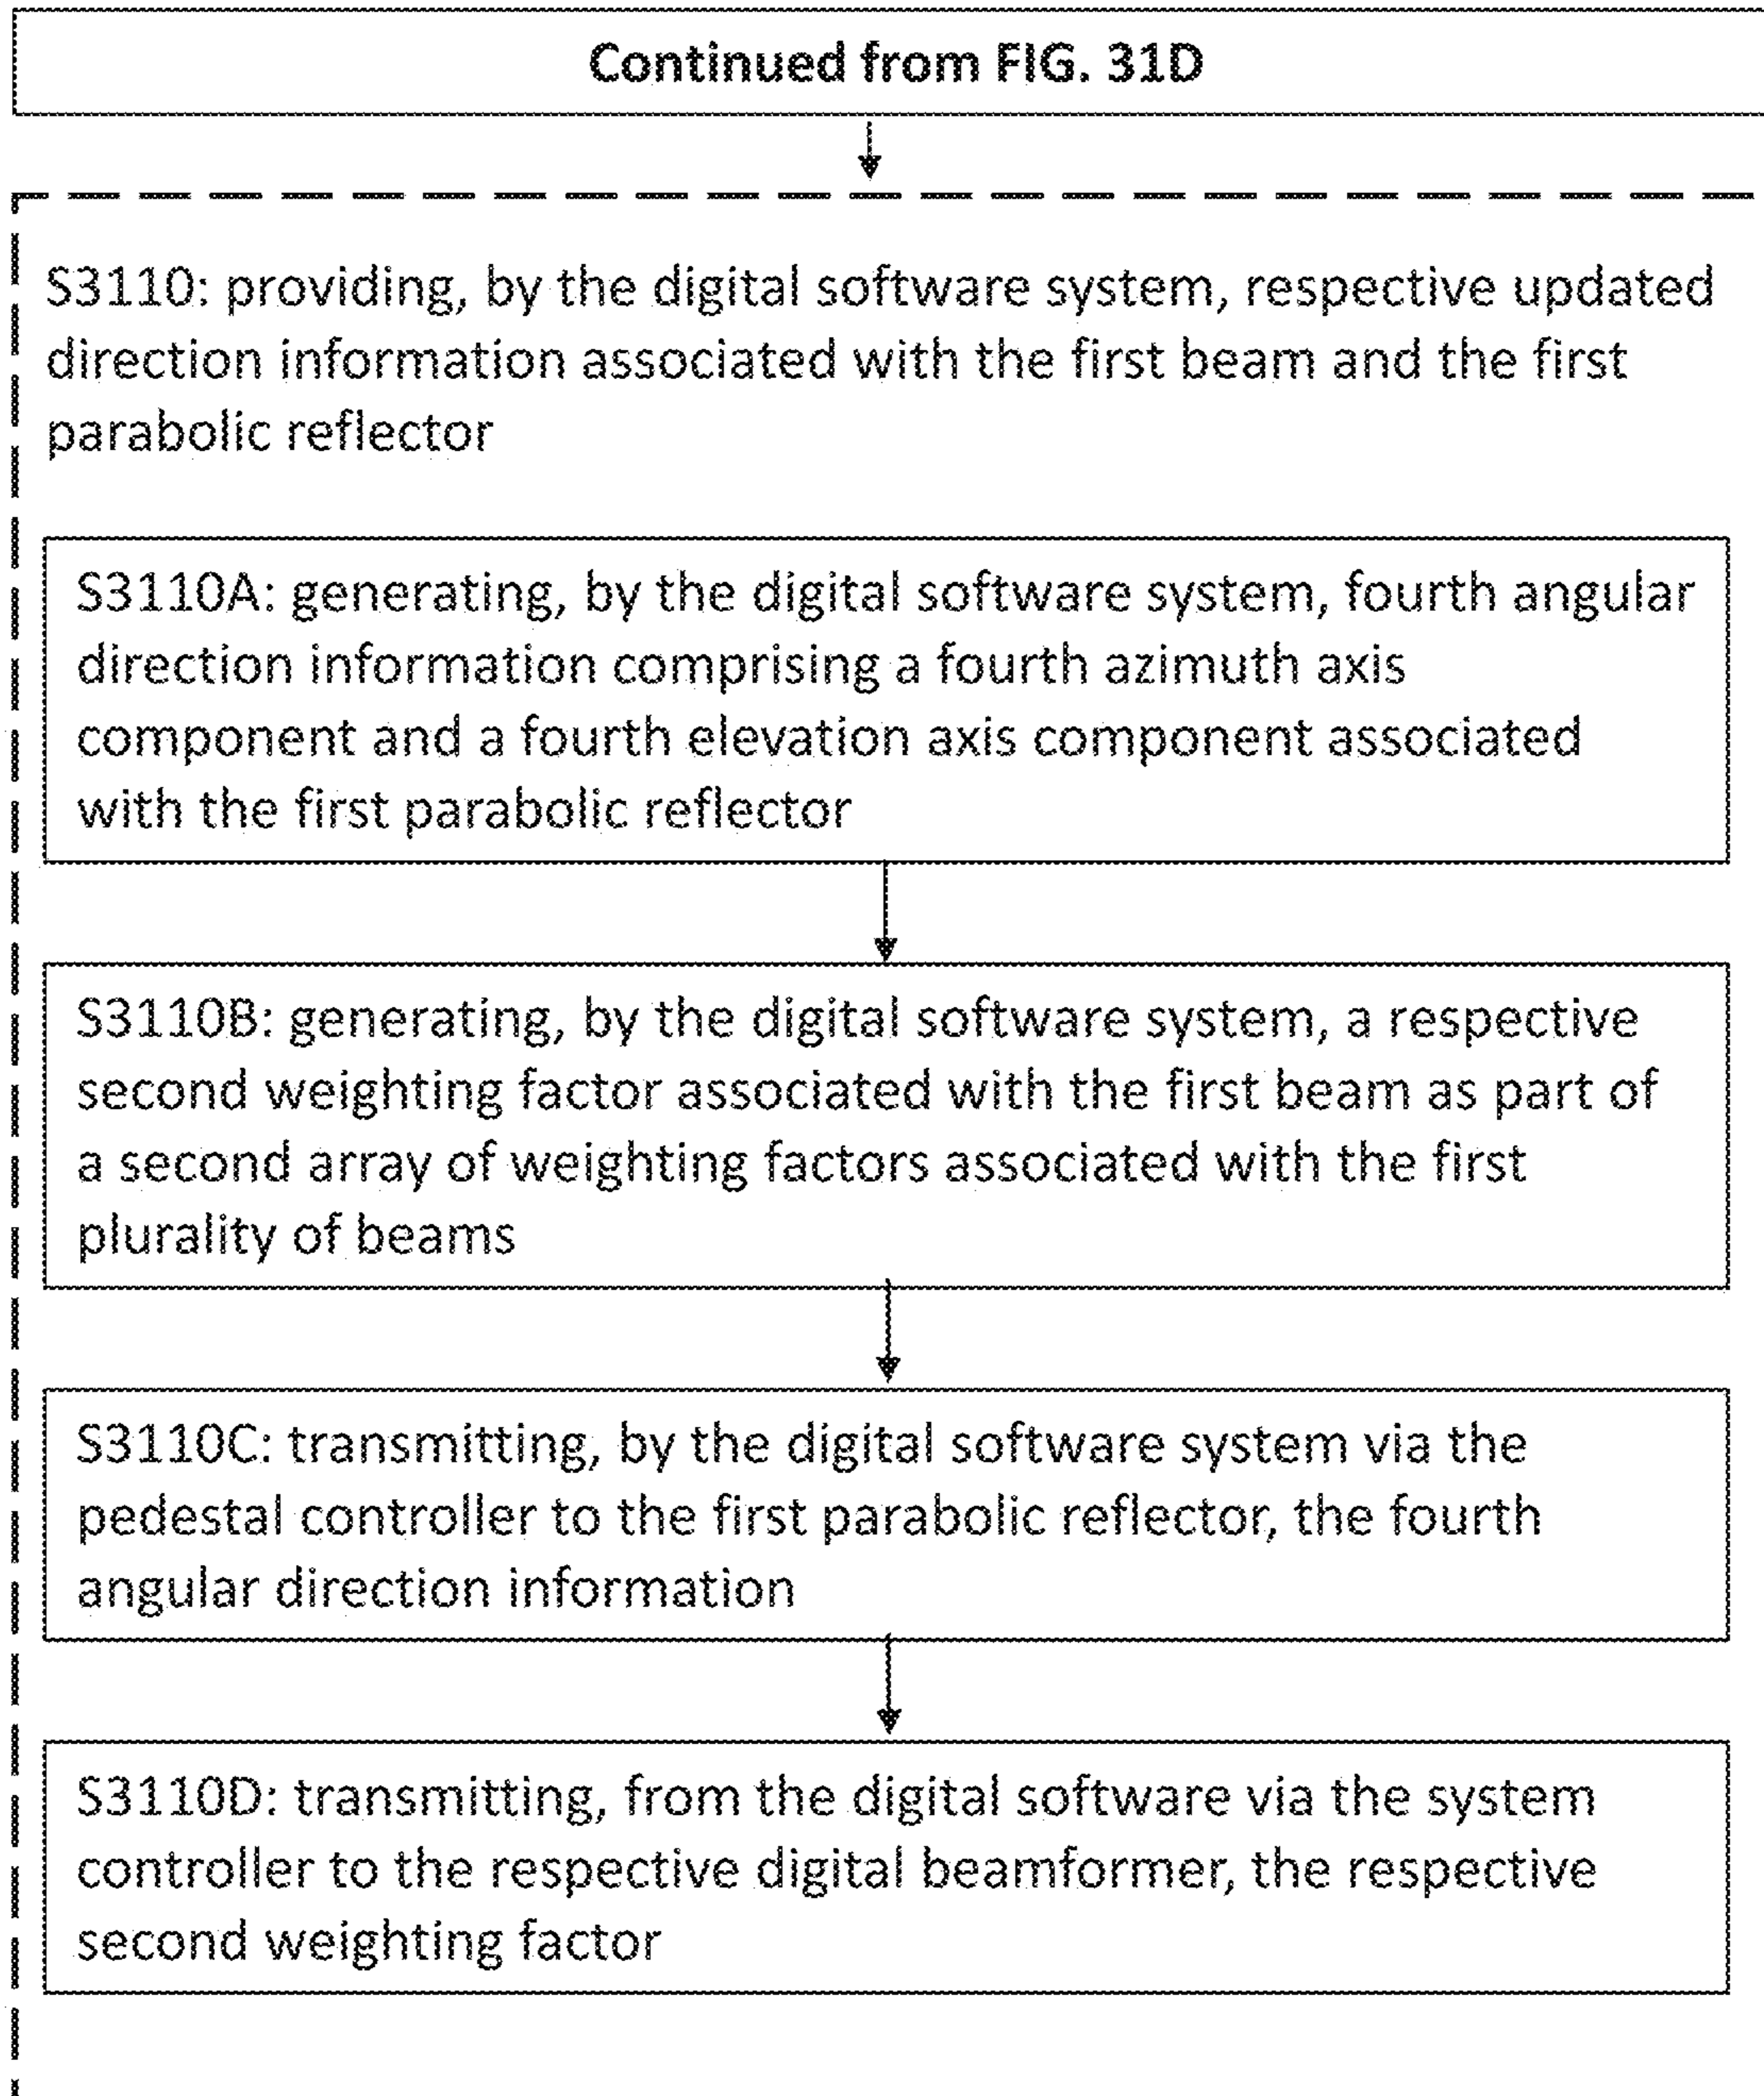 Continued from FIG. 31D
S3110: providing, by the digital software system, respective updated
direction information associated with the first beam and the first
parabolic reflector
S3110A: generating, by the digital software system, fourth angular
direction information comprising a fourth azimuth axis
component and a fourth elevation axis component associated
with the first parabolic reflector
S3110B: generating, by the digital software system, a respective
second weighting factor associated with the first beam as part of
a second array of weighting factors associated with the first
plurality of beams
S3110C: transmitting, by the digital software system via the
pedestal controller to the first parabolic reflector, the fourth
angular direction information
S3110D: transmitting, from the digital software via the system
controller to the respective digital beamformer, the respective
second weighting factor